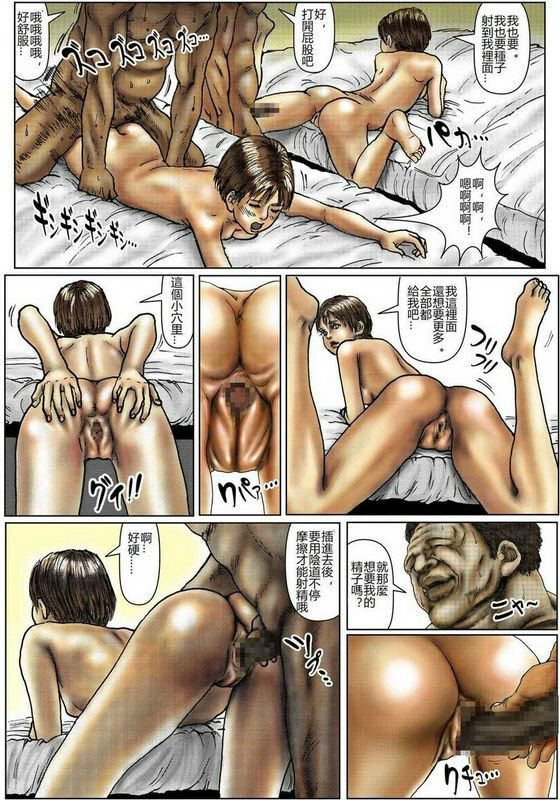 我也要。
我也要種子
射到我裡面…
好,
打開屁股吧
哦哦哦哦,
好舒服…
ズコ ズコ ズコ ズコ…
パカ…
啊,啊,
嗯啊啊啊!
ギンギンギンギン…
我這裡面
還想要更多。
全部都
給我吧…
フリフリ
クパァ…
這個小穴里…
グイ!!
就那麼
想要我的
精子嗎?
ニャ〜
クチュ…
插進去後,
要用陰道不停
摩擦才能射精哦
啊…
好硬…
ツプ…